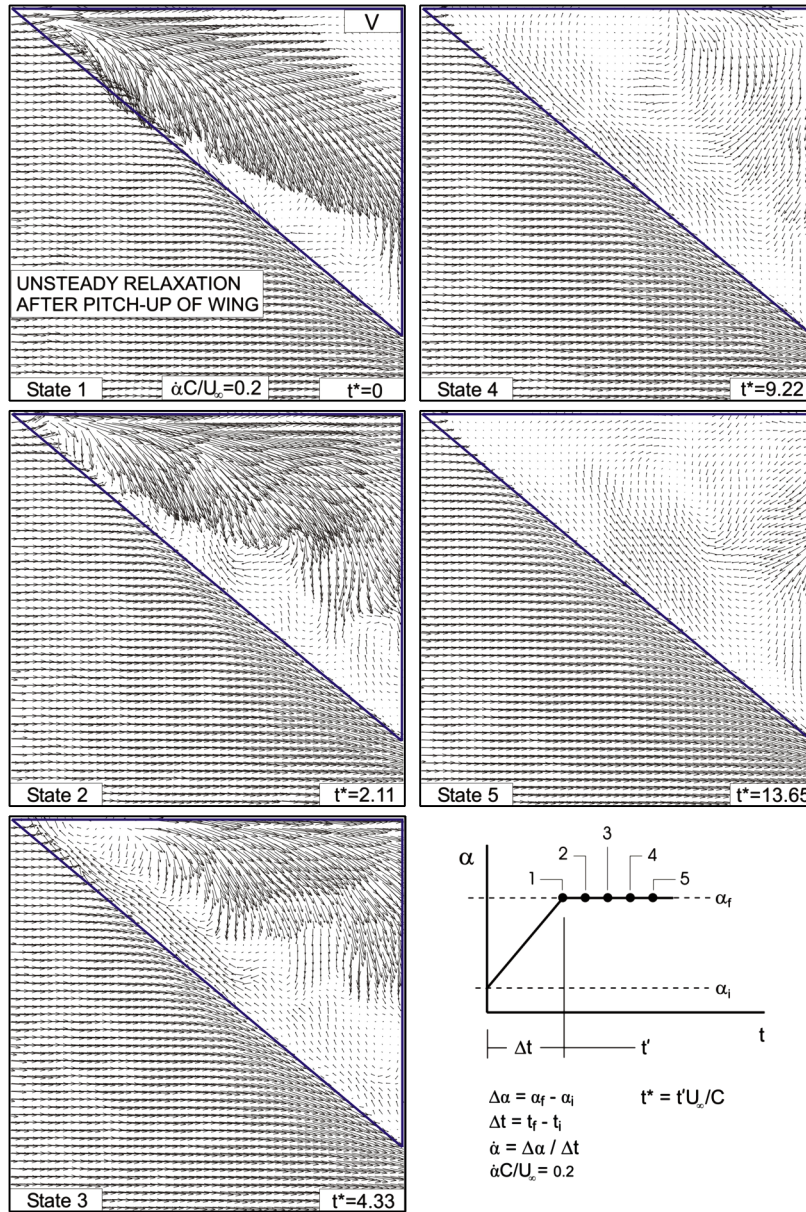 V
UNSTEADY RELAXATION
AFTER PITCH-UP OF WING
State 1
α̇C/U∞=0.2
t*=0
State 4
t*=9.22
State 2
t*=2.11
State 5
t*=13.65
State 3
t*=4.33
α
1
2
3
4
5
αf
αi
t
Δt
t'
Δα = αf - αi
t* = t'U∞/C
Δt = tf - ti
α̇ = Δα / Δt
α̇C/U∞ = 0.2